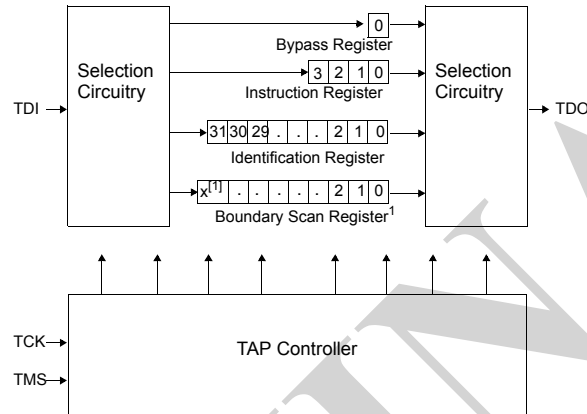 0
Bypass Register
Selection Circuitry
3 2 1 0
Selection Circuitry
Instruction Register
TDI
TDO
31 30 29 . . . 2 1 0
Identification Register
x[1] . . . . . 2 1 0
Boundary Scan Register1
TCK
TAP Controller
TMS